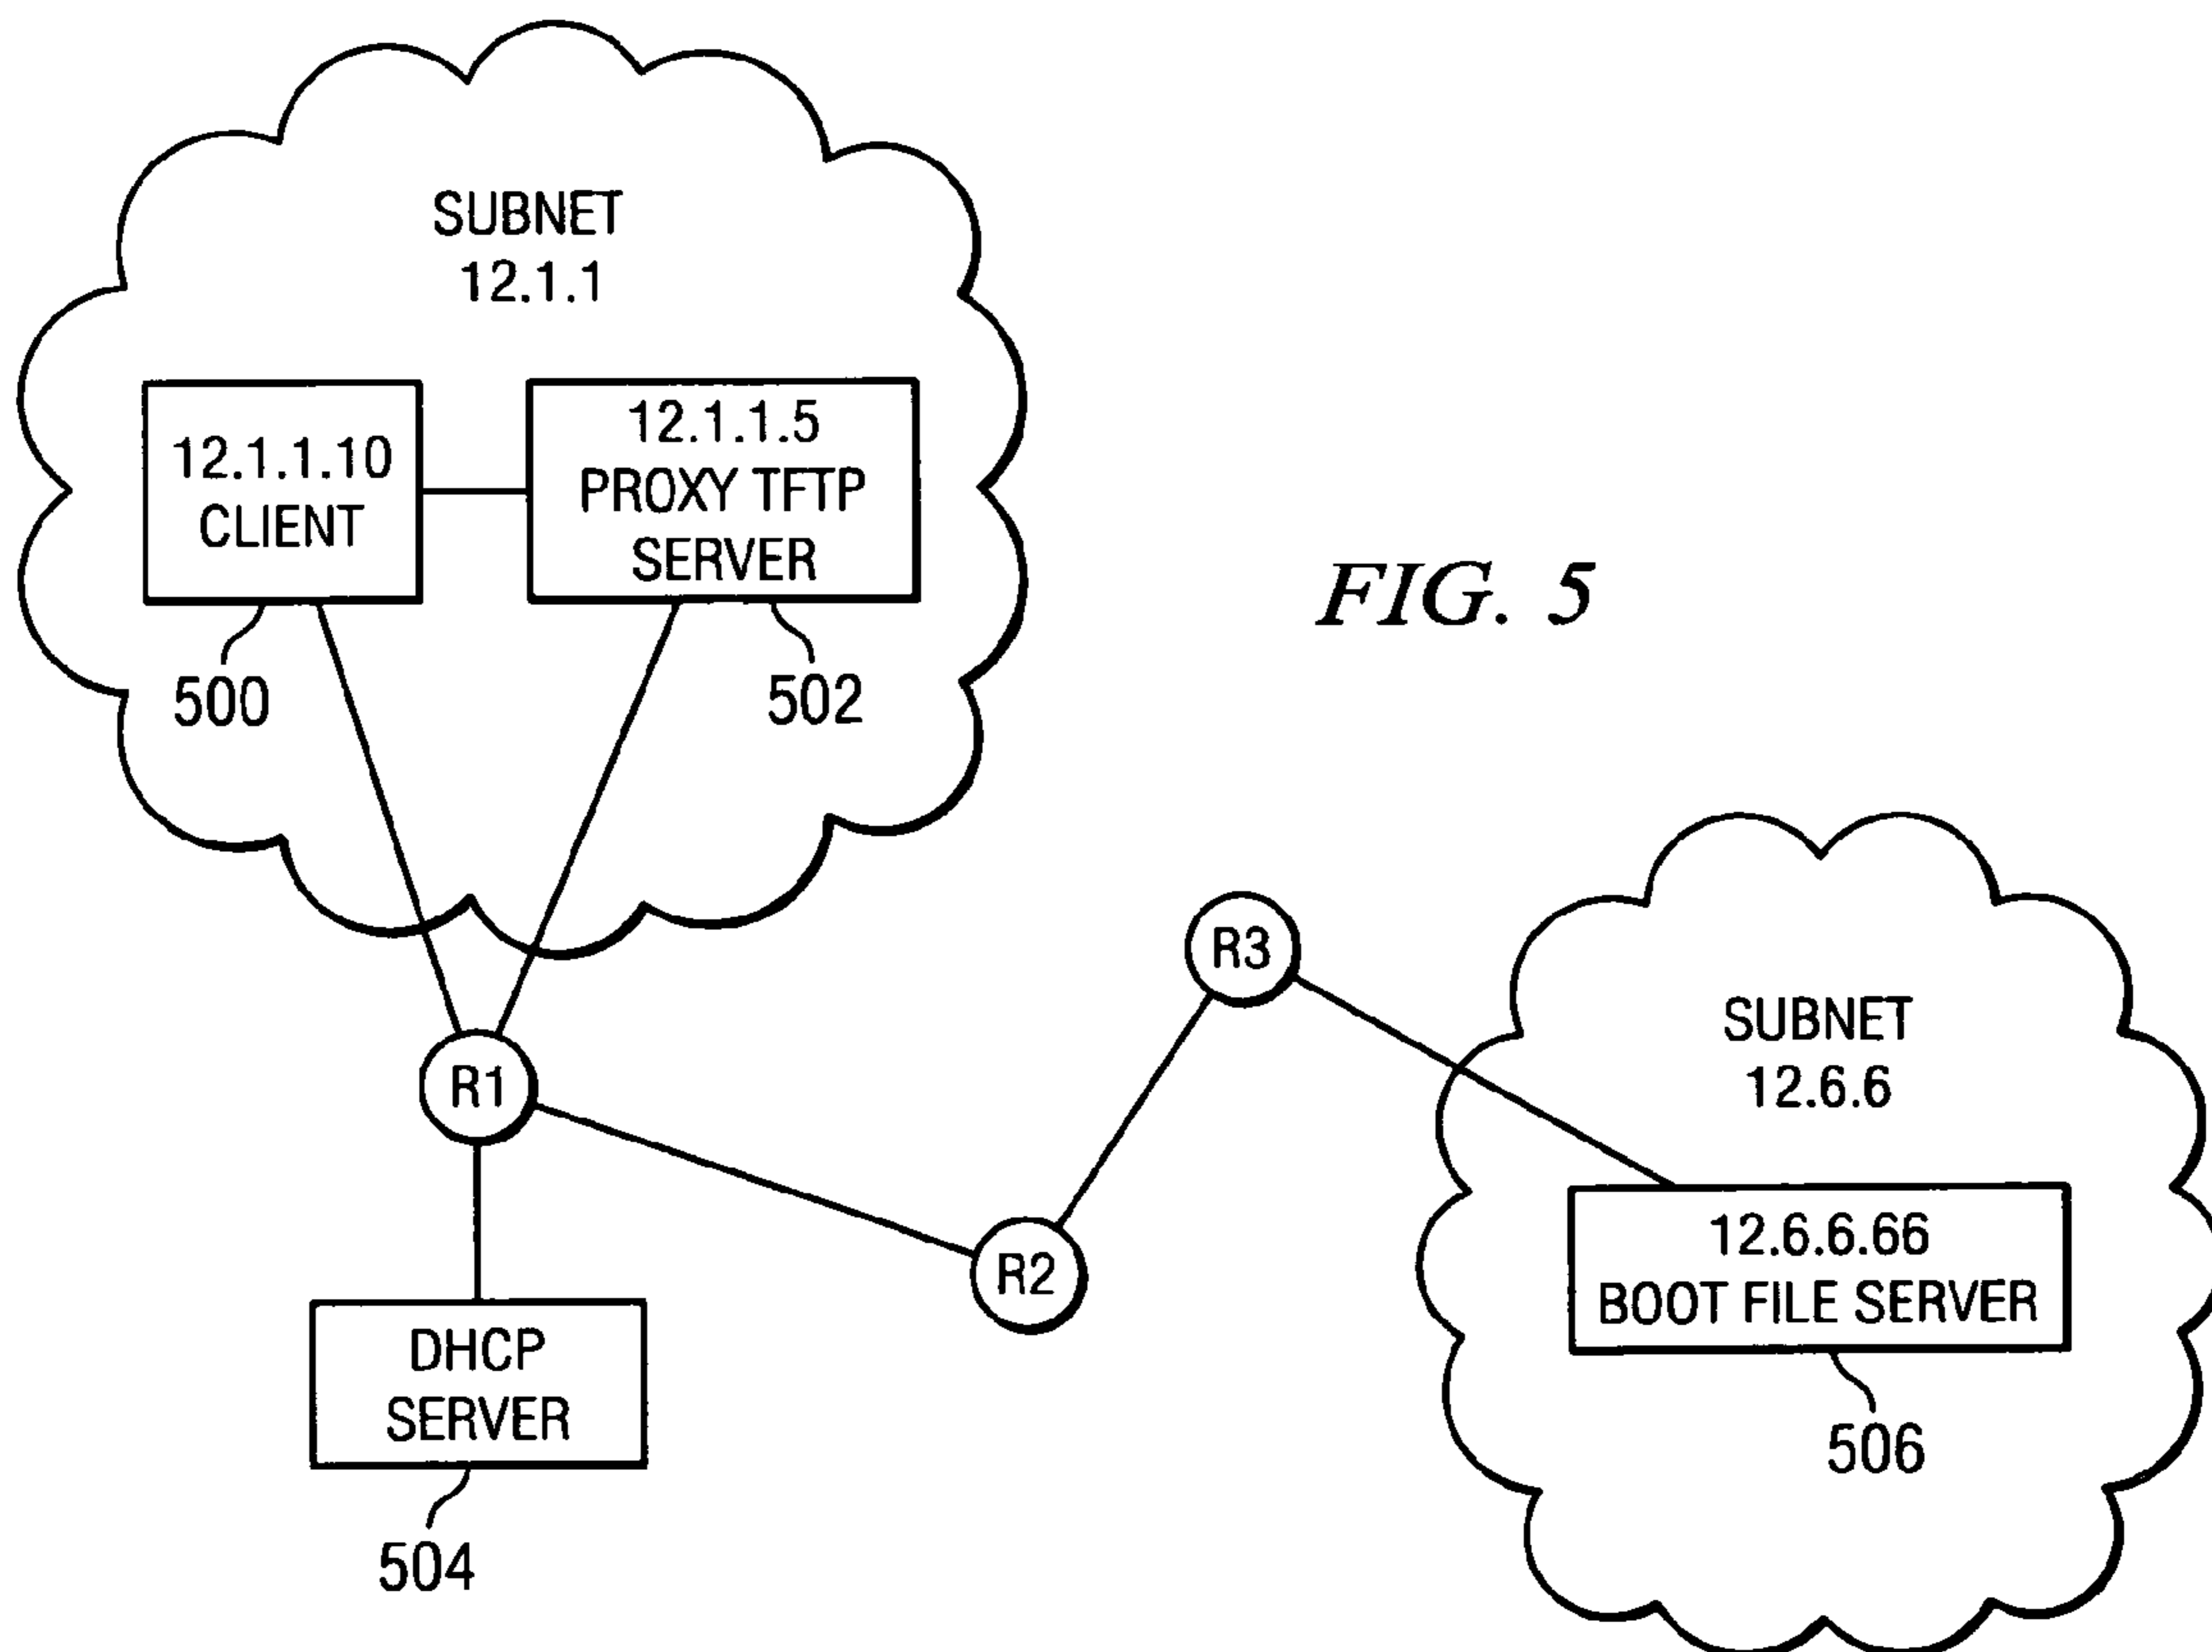 SUBNET
12.1.1
12.1.1.10
CLIENT
12.1.1.5
PROXY TFTP
SERVER
500
502
FIG. 5
R1
R2
R3
DHCP
SERVER
504
SUBNET
12.6.6
12.6.6.66
BOOT FILE SERVER
506